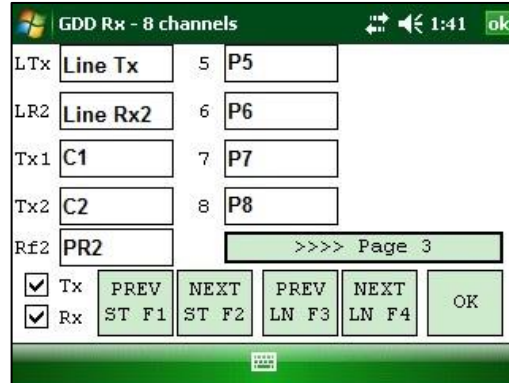 GDD Rx - 8 channels 1:41 ok
LTx Line Tx 5 P5
LR2 Line Rx2 6 P6
Tx1 C1 7 P7
Tx2 C2 8 P8
Rf2 PR2 >>>> Page 3
Tx PREV NEXT PREV NEXT OK
Rx ST F1 ST F2 LN F3 LN F4